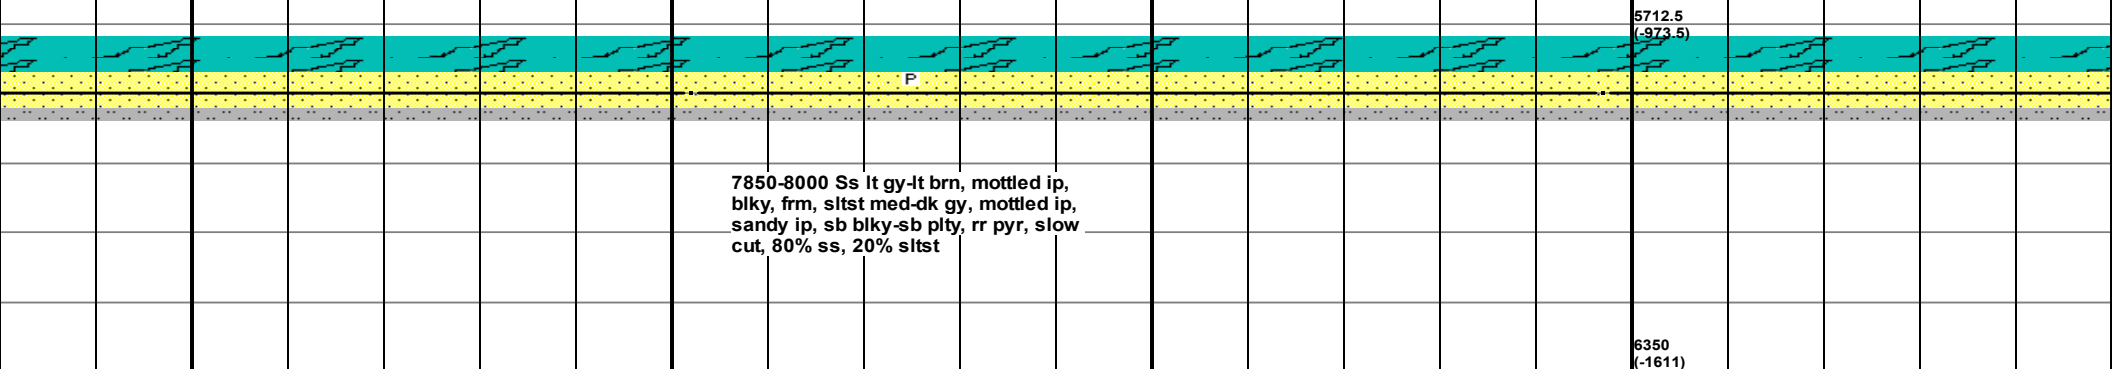 5712.5
(-973.5)
P
7850-8000 Ss lt gy-lt brn, mottled ip,
blky, frm, sltst med-dk gy, mottled ip,
sandy ip, sb blky-sb plty, rr pyr, slow
cut, 80% ss, 20% sltst
6350
(-1611)